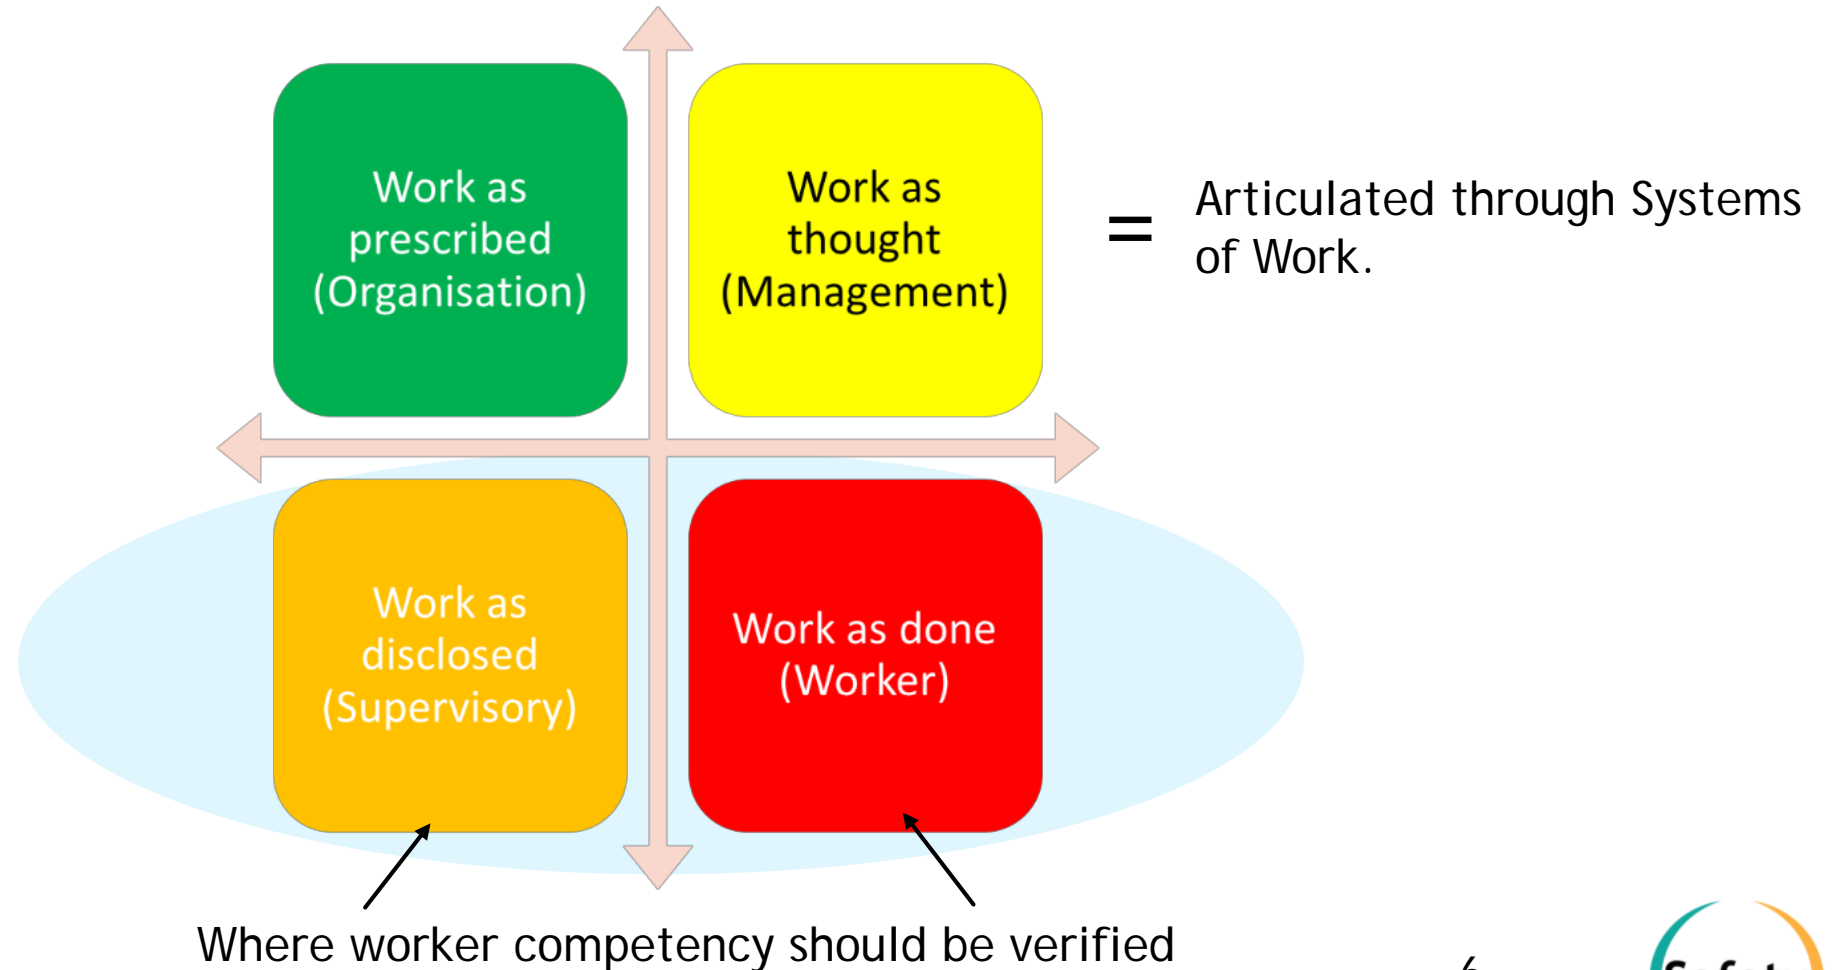 Work as
prescribed
(Organisation)
Work as
thought
(Management)
=
Articulated through Systems
of Work.
Work as
disclosed
(Supervisory)
Work as done
(Worker)
Where worker competency should be verified